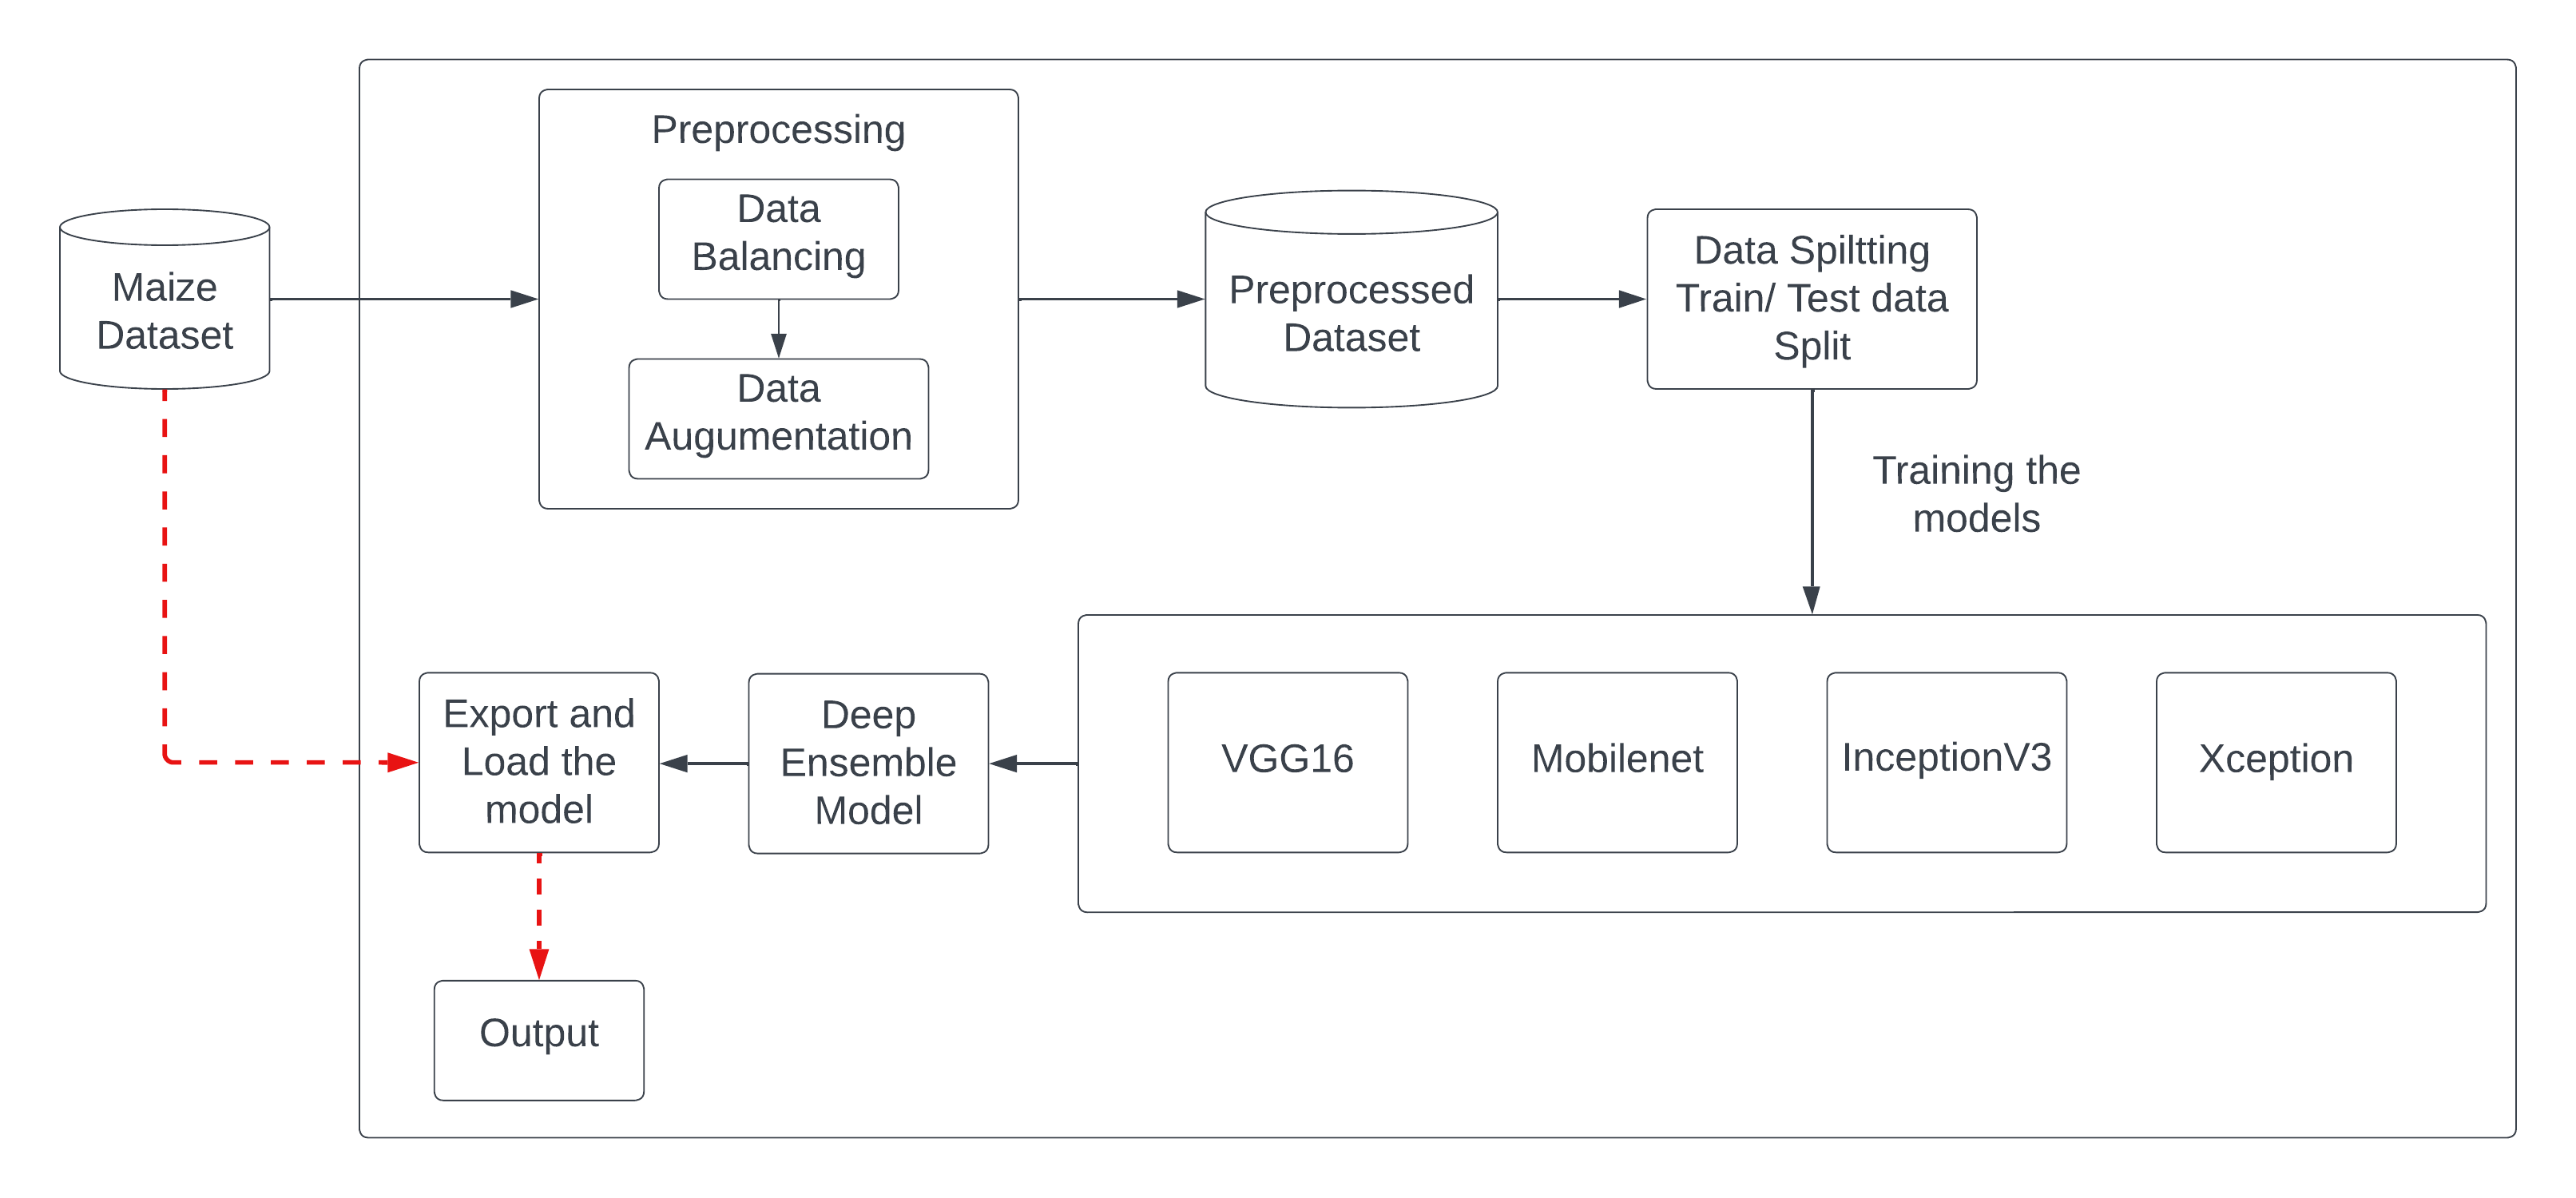 Preprocessing
Data
Balancing
Data
Augumentation
Maize
Dataset
Preprocessed
Dataset
Data Spiltting
Train/ Test data
Split
Training the
models
Export and
Load the
model
Deep
Ensemble
Model
VGG16
Mobilenet
InceptionV3
Xception
Output